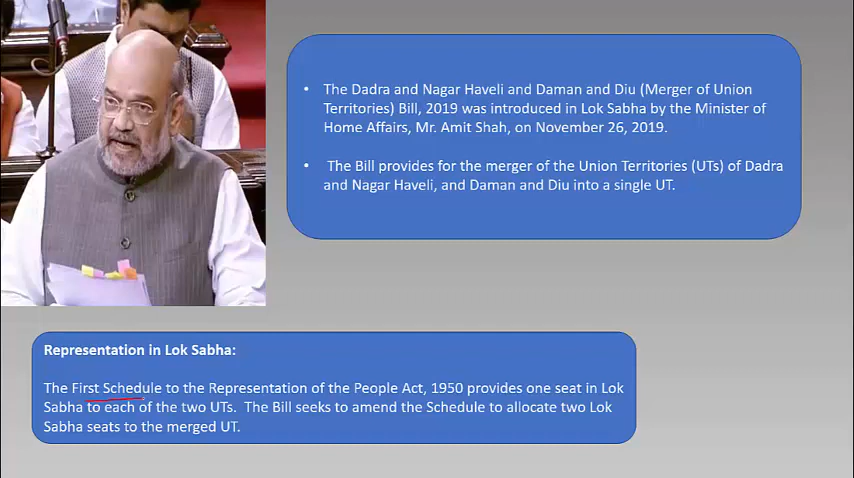 • The Dadra and Nagar Haveli and Daman and Diu (Merger of Union
Territories) Bill, 2019 was introduced in Lok Sabha by the Minister of
Home Affairs, Mr. Amit Shah, on November 26, 2019.
• The Bill provides for the merger of the Union Territories (UTs) of Dadra
and Nagar Haveli, and Daman and Diu into a single UT.
Representation in Lok Sabha:
The First Schedule to the Representation of the People Act, 1950 provides one seat in Lok
Sabha to each of the two UTs. The Bill seeks to amend the Schedule to allocate two Lok
Sabha seats to the merged UT.